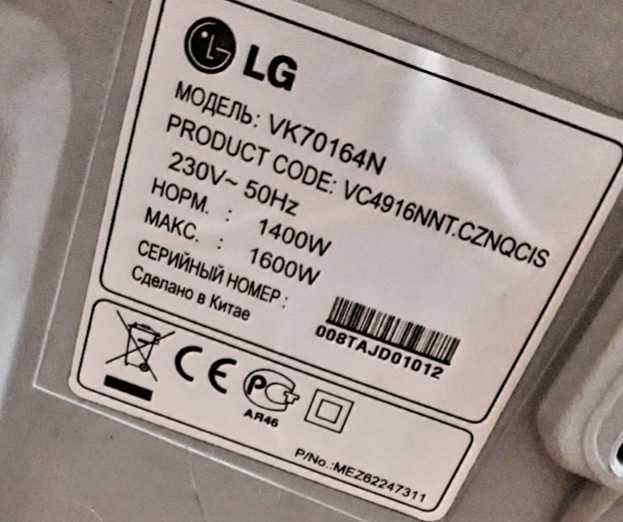 LG
МОДЕЛЬ: VK70164N
PRODUCT CODE: VC4916NNT.CZNQCIS
230V~ 50Hz
НОРМ. : 1400W
МАКС. : 1600W
СЕРИЙНЫЙ НОМЕР:
Сделано в Китае
008TAJD01012
CE
АЯ46
P/No.:MEZ62247311